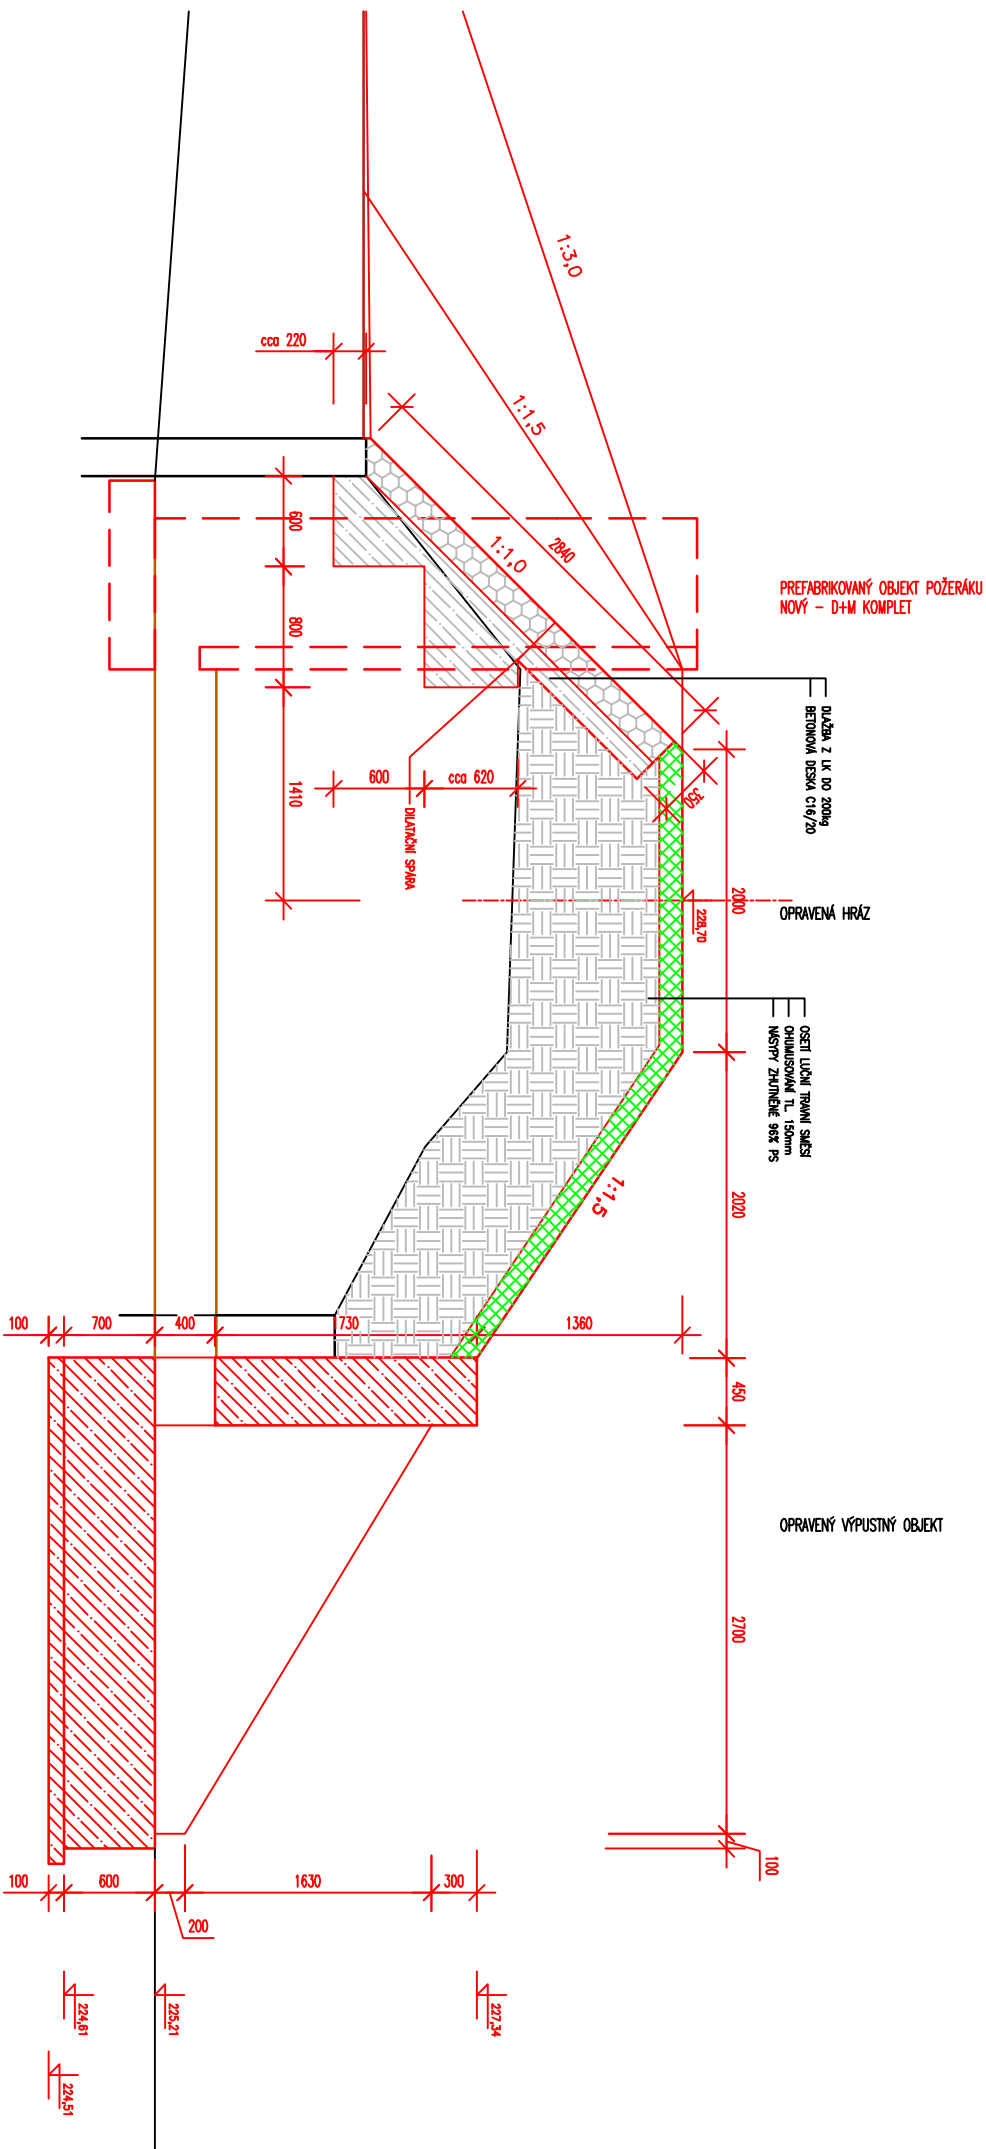 1:3,0
cca 220
1:1,5
2840
1:1,0
600
800
1410
PREFABRIKOVANÝ OBJEKT POŽERÁKU
NOVÝ - D+M KOMPLET
DLAŽBA Z LK DO 200kg
BETONOVÁ DESKA C16/20
600
cca 620
DILATAČNÍ SPÁRA
350
2000
228,70
OPRAVENÁ HRÁZ
OSETÍ LUČNÍ TRAVNÍ SMĚSÍ
OHUMUSOVÁNÍ TL. 150mm
NÁSYPY ZHUTNĚNÉ 96% PS
1:1,5
2020
100
700
400
730
1360
450
OPRAVENÝ VÝPUSTNÝ OBJEKT
2700
100
100
600
200
1630
300
224,61
225,21
227,34
224,51